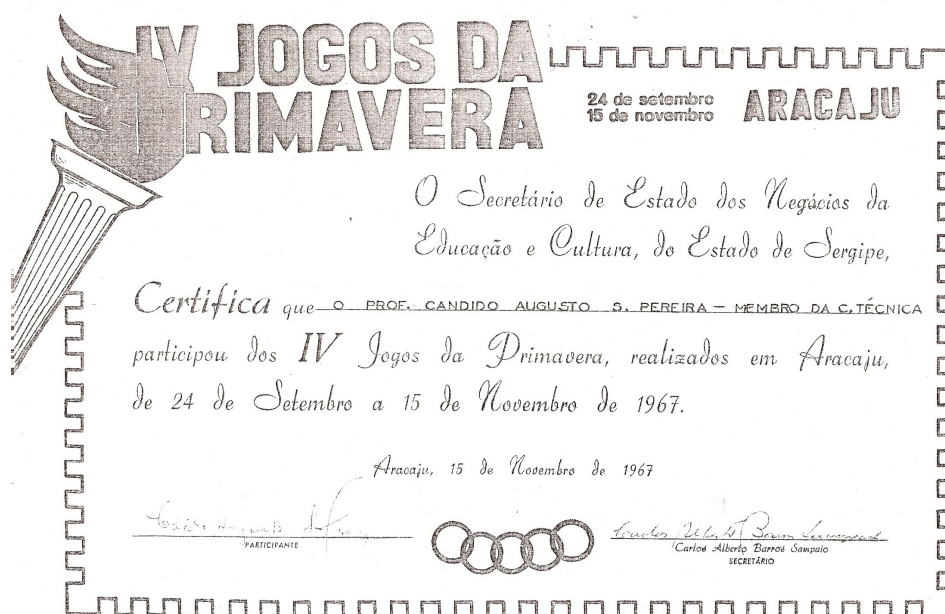 IV JOGOS DA
PRIMAVERA
24 de setembro
15 de novembro
ARACAJU
O Secretário de Estado dos Negócios da
Educação e Cultura, do Estado de Sergipe,
Certifica que O PROF. CANDIDO AUGUSTO S. PEREIRA - MEMBRO DA C. TÉCNICA
participou dos IV Jogos da Primavera, realizados em Aracaju,
de 24 de Setembro a 15 de Novembro de 1967.
Aracaju, 15 de Novembro de 1967
PARTICIPANTE
Carlos Alberto Barros Sampaio
SECRETÁRIO